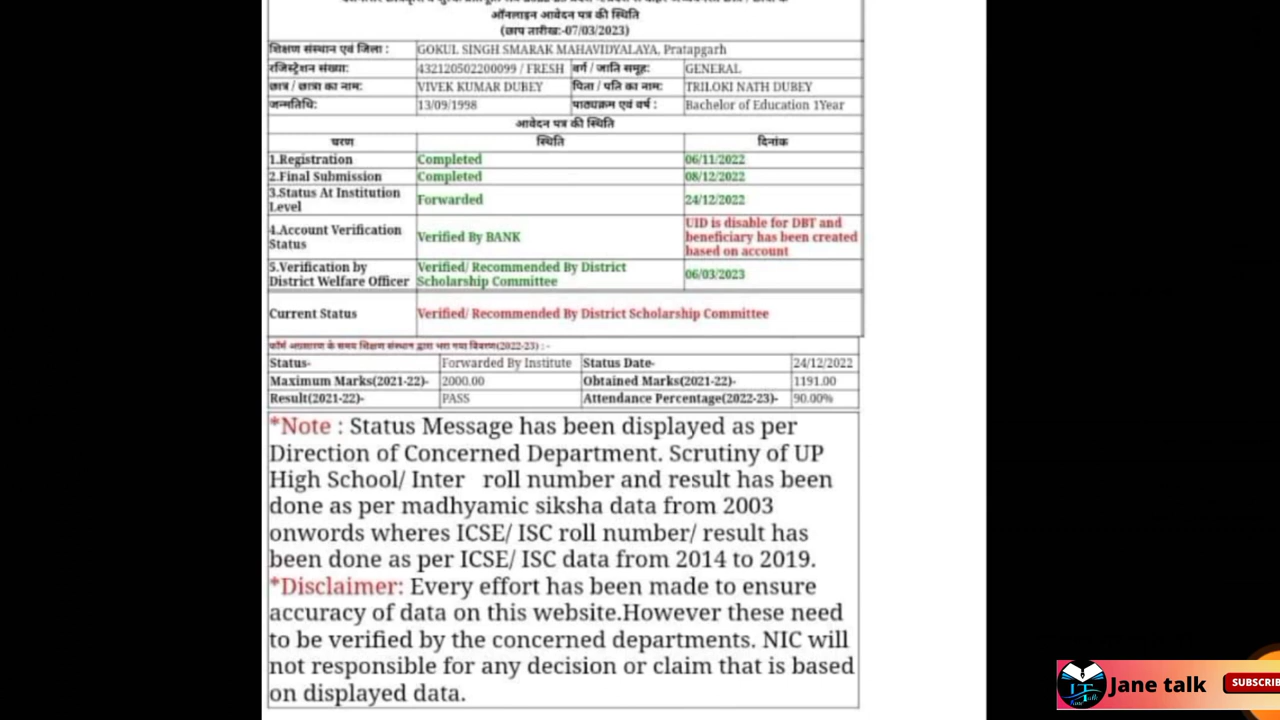 ऑनलाइन आवेदन पत्र की स्थिति
(छाप तारीख:-07/03/2023)
शिक्षण संस्थान एवं जिला : GOKUL SINGH SMARAK MAHAVIDYALAYA, Pratapgarh
रजिस्ट्रेशन संख्या: 432120502200099 / FRESH वर्ग / जाति समूह: GENERAL
छात्र / छात्रा का नाम: VIVEK KUMAR DUBEY पिता / पति का नाम: TRILOKI NATH DUBEY
जन्मतिथि: 13/09/1998 पाठ्यक्रम एवं वर्ष : Bachelor of Education 1Year
आवेदन पत्र की स्थिति
चरण स्थिति दिनांक
1.Registration Completed 06/11/2022
2.Final Submission Completed 08/12/2022
3.Status At Institution Level Forwarded 24/12/2022
4.Account Verification Status Verified By BANK UID is disable for DBT and beneficiary has been created based on account
5.Verification by District Welfare Officer Verified/ Recommended By District Scholarship Committee 06/03/2023
Current Status Verified/ Recommended By District Scholarship Committee
फॉर्म अग्रसारण के समय शिक्षण संस्थान द्वारा भरा गया विवरण(2022-23) : -
Status- Forwarded By Institute Status Date- 24/12/2022
Maximum Marks(2021-22)- 2000.00 Obtained Marks(2021-22)- 1191.00
Result(2021-22)- PASS Attendance Percentage(2022-23)- 90.00%
*Note : Status Message has been displayed as per
Direction of Concerned Department. Scrutiny of UP
High School/ Inter roll number and result has been
done as per madhyamic siksha data from 2003
onwords wheres ICSE/ ISC roll number/ result has
been done as per ICSE/ ISC data from 2014 to 2019.
*Disclaimer: Every effort has been made to ensure
accuracy of data on this website.However these need
to be verified by the concerned departments. NIC will
not responsible for any decision or claim that is based
on displayed data.
Jane talk
SUBSCRIB